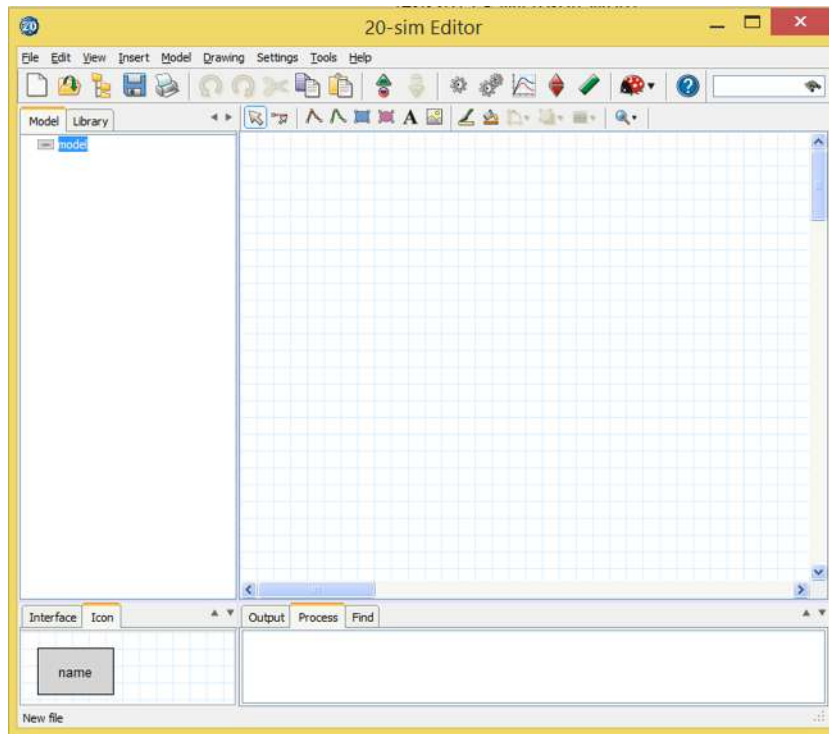 20-sim Editor
File Edit View Insert Model Drawing Settings Tools Help
Model Library
model
Interface Icon
Output Process Find
name
New file